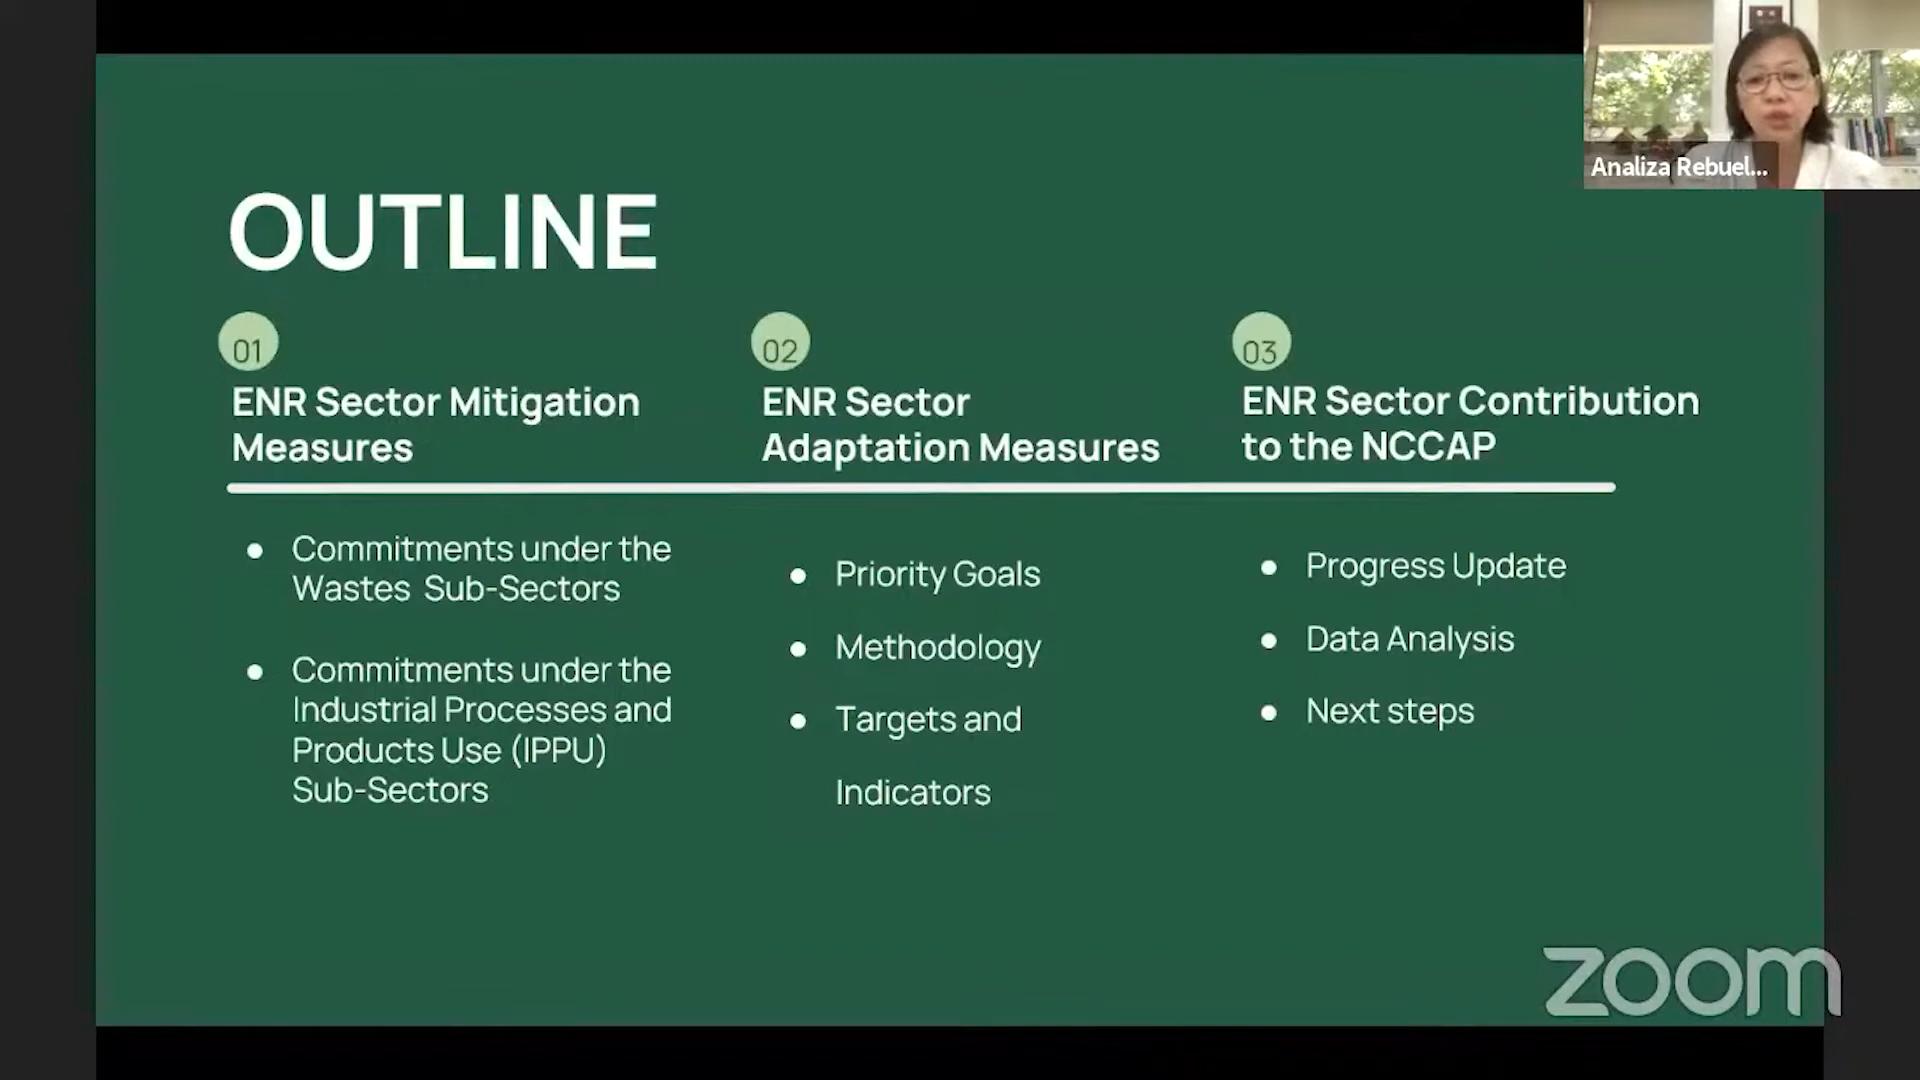 Analiza Rebuel...
OUTLINE
01
ENR Sector Mitigation
Measures
Commitments under the
Wastes Sub-Sectors
Commitments under the
Industrial Processes and
Products Use (IPPU)
Sub-Sectors
02
ENR Sector
Adaptation Measures
Priority Goals
Methodology
Targets and
Indicators
03
ENR Sector Contribution
to the NCCAP
Progress Update
Data Analysis
Next steps
zoom